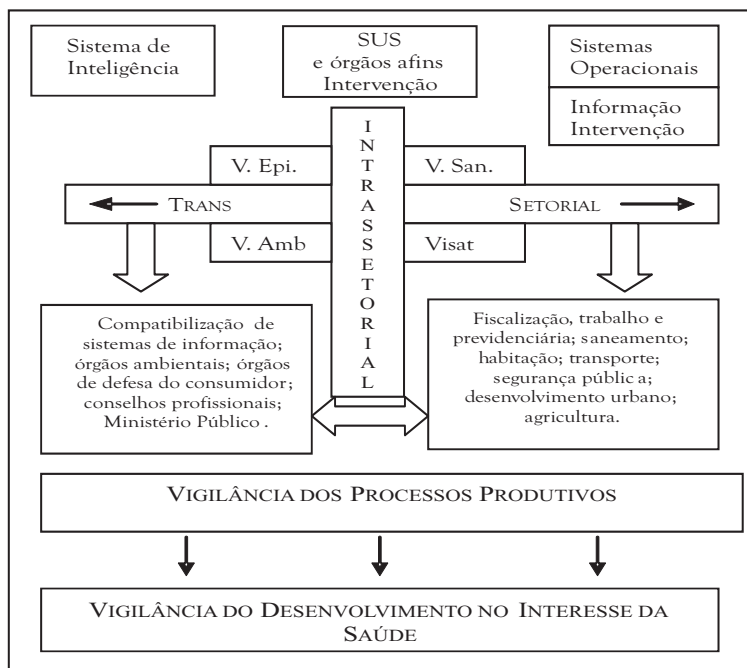 Sistema de
Inteligência
SUS
e órgãos afins
Intervenção
Sistemas
Operacionais
Informação
Intervenção
INTRASSETORIAL
V. Epi.
V. San.
TRANS
SETORIAL
V. Amb
Visat
Compatibilização de
sistemas de informação;
órgãos ambientais; órgãos
de defesa do consumidor;
conselhos profissionais;
Ministério Público.
Fiscalização, trabalho e
previdenciária; saneamento;
habitação; transporte;
segurança pública;
desenvolvimento urbano;
agricultura.
VIGILÂNCIA DOS PROCESSOS PRODUTIVOS
VIGILÂNCIA DO DESENVOLVIMENTO NO INTERESSE DA
SAÚDE